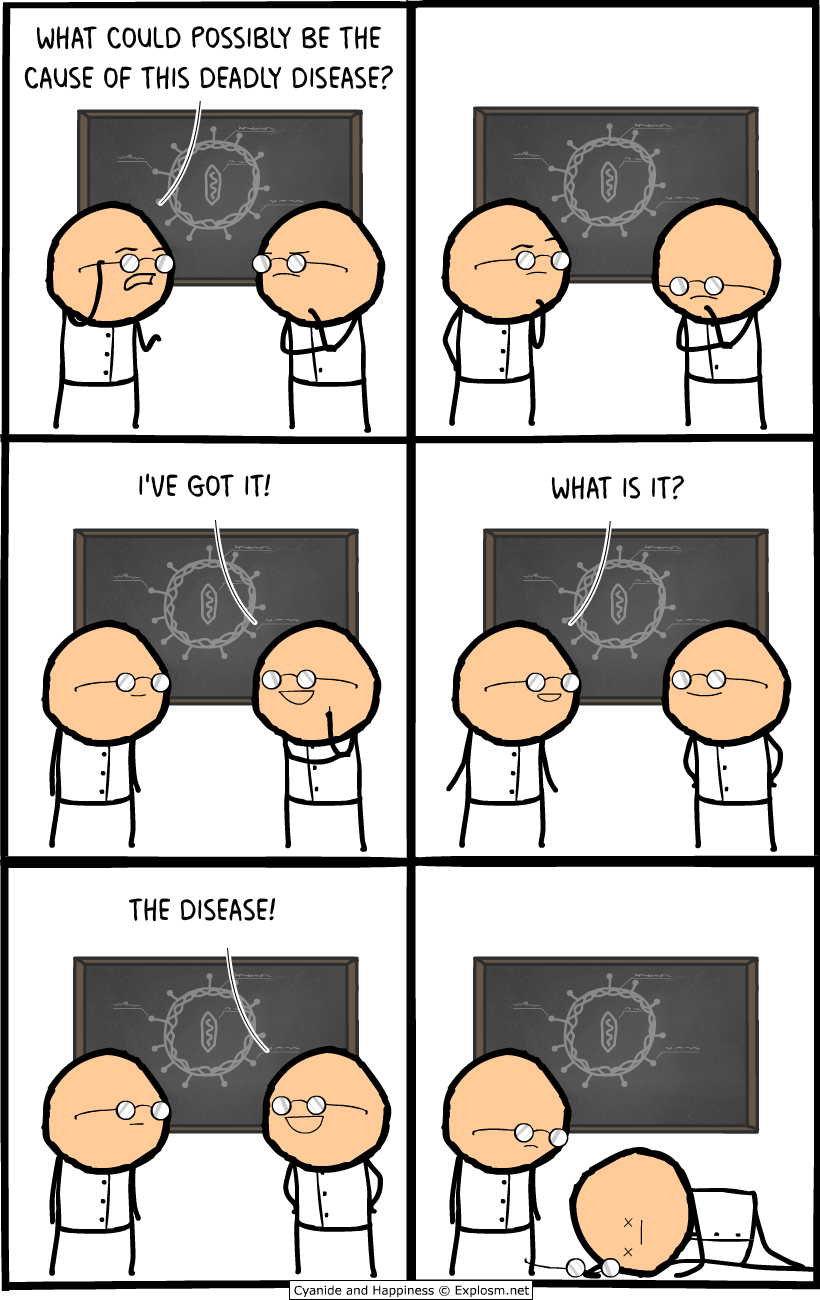 WHAT COULD POSSIBLY BE THE
CAUSE OF THIS DEADLY DISEASE?
I'VE GOT IT!
WHAT IS IT?
THE DISEASE!
Cyanide and Happiness © Explosm.net